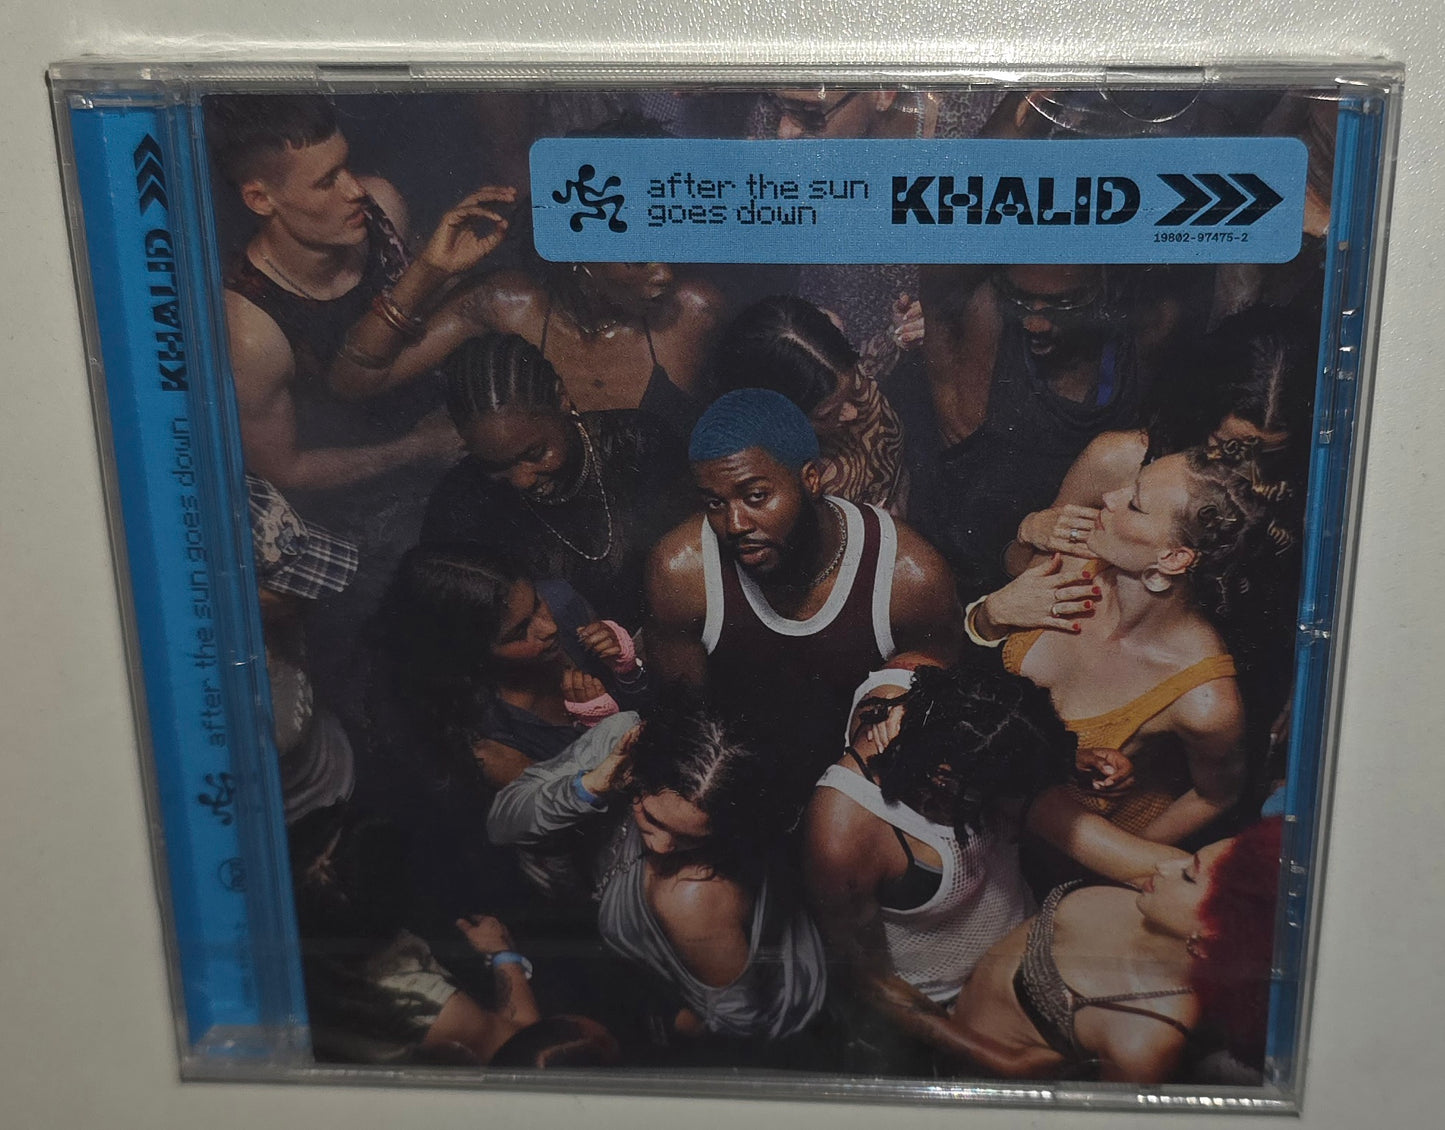 after the sun
goes down
KHALID
19802-97475-2
after the sun goes down KHALID